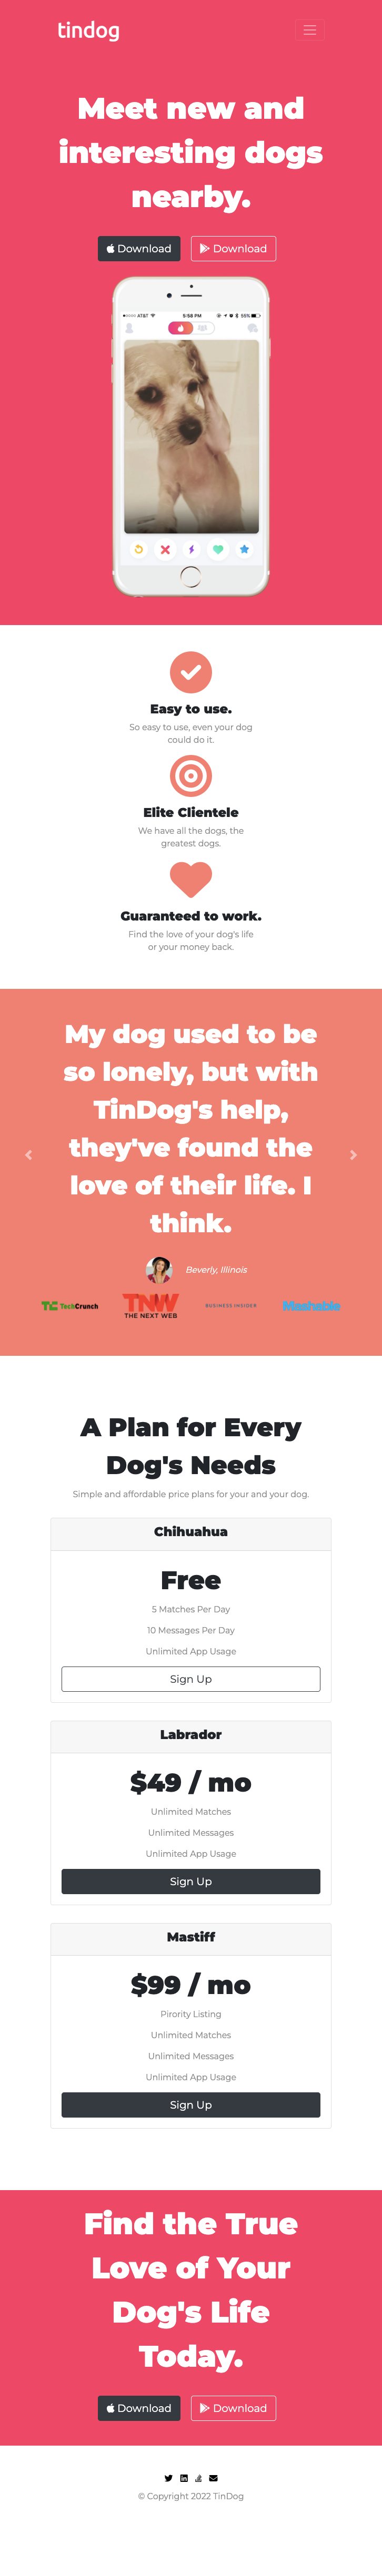 tindog
Meet new and
interesting dogs
nearby.
Download Download
●●○○○ AT&T 5:58 PM 55%
Easy to use.
So easy to use, even your dog
could do it.
Elite Clientele
We have all the dogs, the
greatest dogs.
Guaranteed to work.
Find the love of your dog's life
or your money back.
My dog used to be
so lonely, but with
TinDog's help,
they've found the
love of their life. I
think.
Beverly, Illinois
TC TechCrunch TNW BUSINESS INSIDER Mashable
THE NEXT WEB
A Plan for Every
Dog's Needs
Simple and affordable price plans for your and your dog.
Chihuahua
Free
5 Matches Per Day
10 Messages Per Day
Unlimited App Usage
Sign Up
Labrador
$49 / mo
Unlimited Matches
Unlimited Messages
Unlimited App Usage
Sign Up
Mastiff
$99 / mo
Pirority Listing
Unlimited Matches
Unlimited Messages
Unlimited App Usage
Sign Up
Find the True
Love of Your
Dog's Life
Today.
Download Download
© Copyright 2022 TinDog